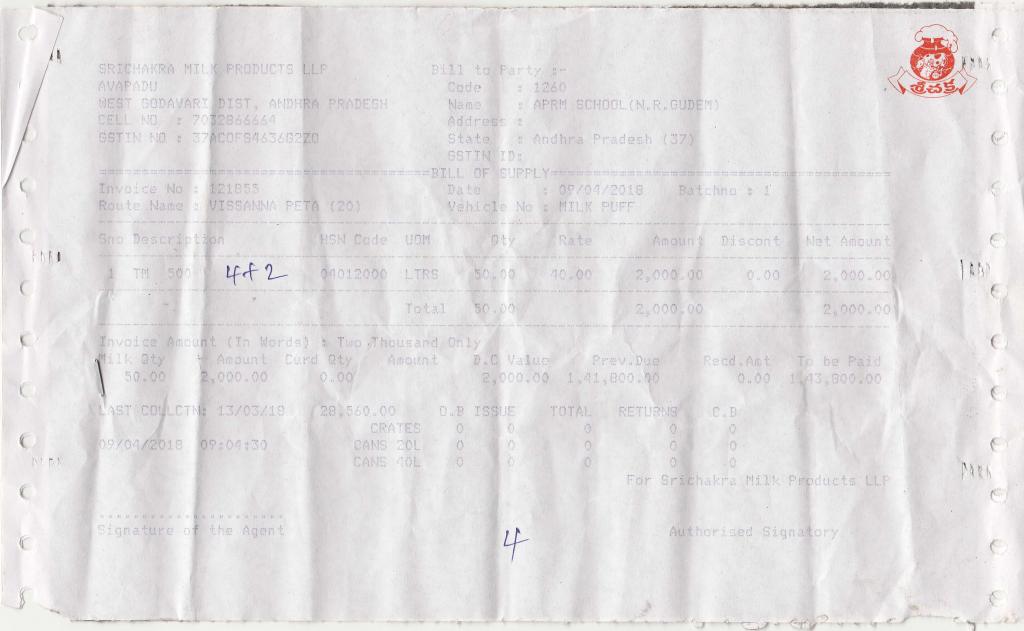 శ్రీచక్ర
SRICHAKRA MILK PRODUCTS LLP Bill to Party :-
AVAPADU Code : 1260
WEST GODAVARI DIST, ANDHRA PRADESH Name : APRM SCHOOL(N.R.GUDEM)
CELL NO : 7032866664 Address :
GSTIN NO : 37ACOFS4636G2ZO State : Andhra Pradesh (37)
GSTIN ID:
BILL OF SUPPLY
Invoice No : 121855 Date : 09/04/2018 Batchno : 1
Route Name : VISSANNA PETA (20) Vehicle No : MILK PUFF
Sno Description HSN Code UOM Qty Rate Amount Discont Net Amount
1 TM 500 4f2 04012000 LTRS 50.00 40.00 2,000.00 0.00 2,000.00
Total 50.00 2,000.00 2,000.00
Invoice Amount (In Words) : Two Thousand Only
Milk Qty - Amount Curd Qty Amount D.C Value Prev.Due Recd.Amt To be Paid
50.00 2,000.00 0.00 2,000.00 1,41,800.00 0.00 1,43,800.00
LAST COLLCTN: 13/03/18 28,560.00 O.B ISSUE TOTAL RETURNS C.B
CRATES 0 0 0 0 0
09/04/2018 09:04:30 CANS 20L 0 0 0 0 0
CANS 40L 0 0 0 0 0
For Srichakra Milk Products LLP
Signature of the Agent 4 Authorised Signatory